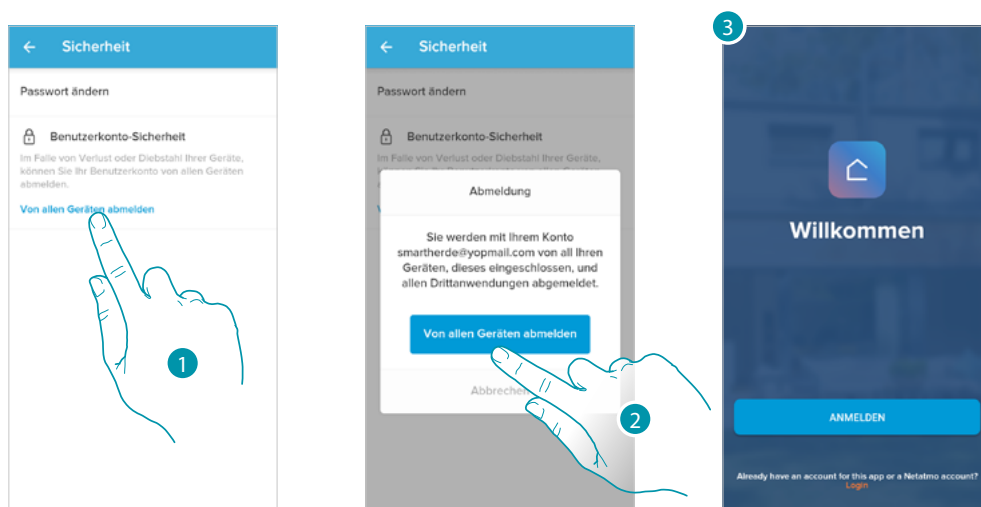 Sicherheit
Passwort ändern
Benutzerkonto-Sicherheit
Im Falle von Verlust oder Diebstahl Ihrer Geräte,
können Sie Ihr Benutzerkonto von allen Geräten
abmelden.
Von allen Geräten abmelden
1
Sicherheit
Passwort ändern
Benutzerkonto-Sicherheit
Im Falle von Verlust oder Diebstahl Ihrer Geräte,
Abmeldung
Sie werden mit Ihrem Konto
smartherde@yopmail.com von all Ihren
Geräten, dieses eingeschlossen, und
allen Drittanwendungen abgemeldet.
Von allen Geräten abmelden
Abbrechen
2
3
Willkommen
ANMELDEN
Already have an account for this app or a Netatmo account?
Login